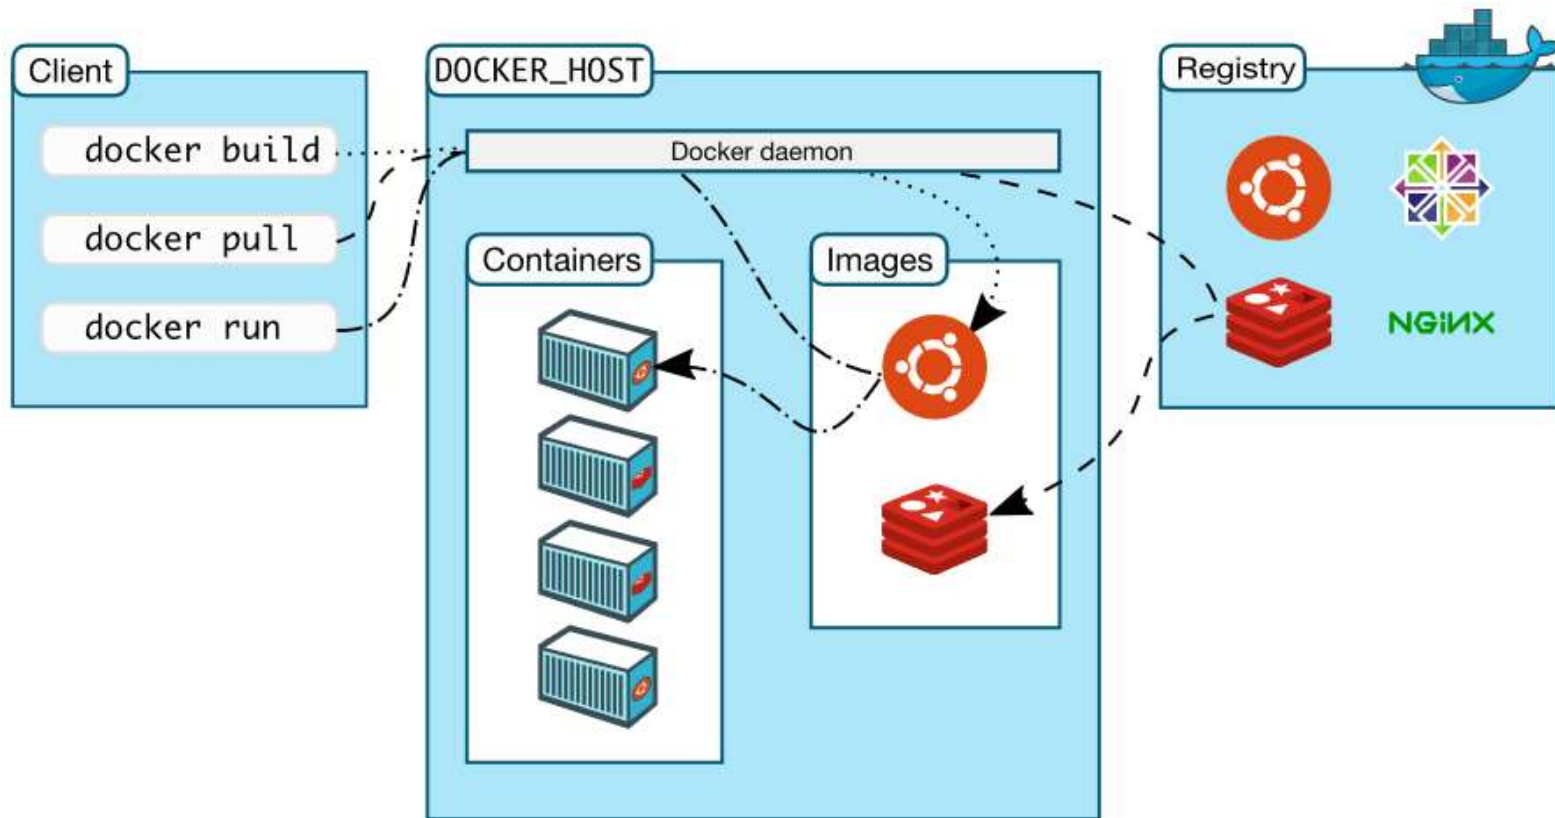 Client
docker build
docker pull
docker run
DOCKER_HOST
Docker daemon
Containers
Images
Registry
NGiNX